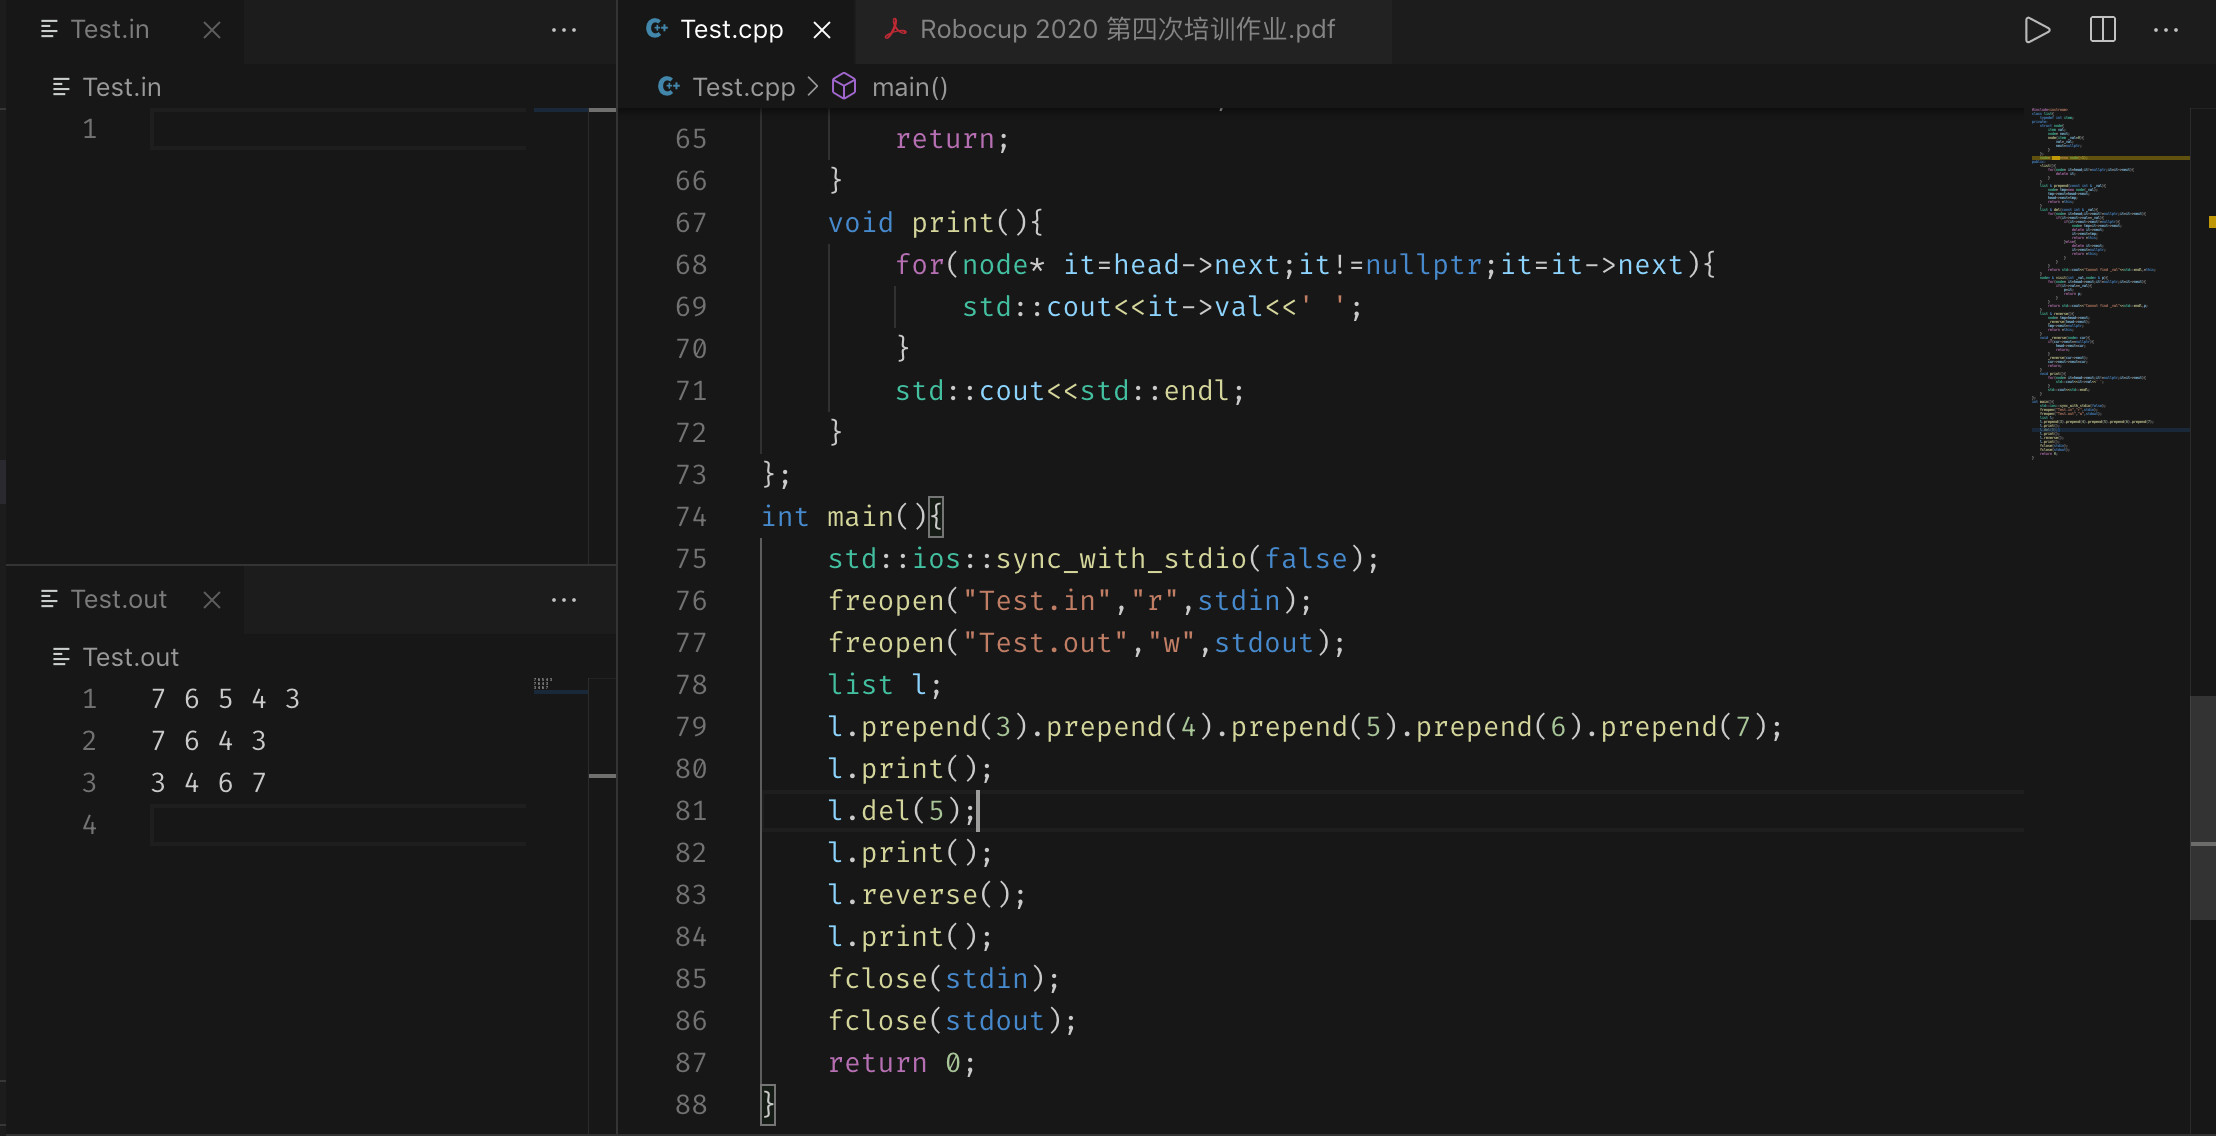 Test.in
Test.in
1
Test.out
Test.out
1 7 6 5 4 3
2 7 6 4 3
3 3 4 6 7
4
Test.cpp Robocup 2020 第四次培训作业.pdf
Test.cpp > main()
65 return;
66 }
67 void print(){
68 for(node* it=head->next;it!=nullptr;it=it->next){
69 std::cout<<it->val<<' ';
70 }
71 std::cout<<std::endl;
72 }
73 };
74 int main(){
75 std::ios::sync_with_stdio(false);
76 freopen("Test.in","r",stdin);
77 freopen("Test.out","w",stdout);
78 list l;
79 l.prepend(3).prepend(4).prepend(5).prepend(6).prepend(7);
80 l.print();
81 l.del(5);
82 l.print();
83 l.reverse();
84 l.print();
85 fclose(stdin);
86 fclose(stdout);
87 return 0;
88 }